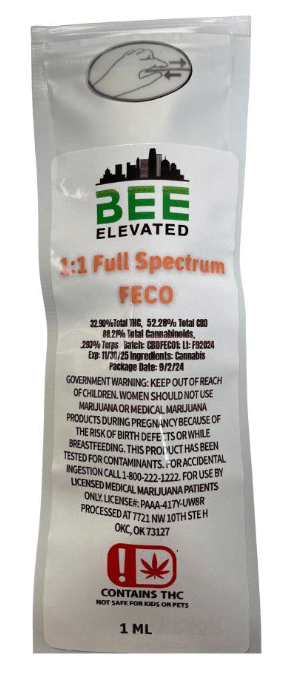 BEE
ELEVATED
1:1 Full Spectrum
FECO
32.90%Total THC, 52.20% Total CBD
88.21% Total Cannabinoids,
.293% Terps Batch: CBDFECO1: LI: F92024
Exp: 11/30/25 Ingredients: Cannabis
Package Date: 9/2/24
GOVERNMENT WARNING: KEEP OUT OF REACH
OF CHILDREN. WOMEN SHOULD NOT USE
MARIJUANA OR MEDICAL MARIJUANA
PRODUCTS DURING PREGNANCY BECAUSE OF
THE RISK OF BIRTH DEFECTS OR WHILE
BREASTFEEDING. THIS PRODUCT HAS BEEN
TESTED FOR CONTAMINANTS. FOR ACCIDENTAL
INGESTION CALL 1-800-222-1222. FOR USE BY
LICENSED MEDICAL MARIJUANA PATIENTS
ONLY. LICENSE#: PAAA-417Y-UW8R
PROCESSED AT 7721 NW 10TH STE H
OKC, OK 73127
CONTAINS THC
NOT SAFE FOR KIDS OR PETS
1 ML